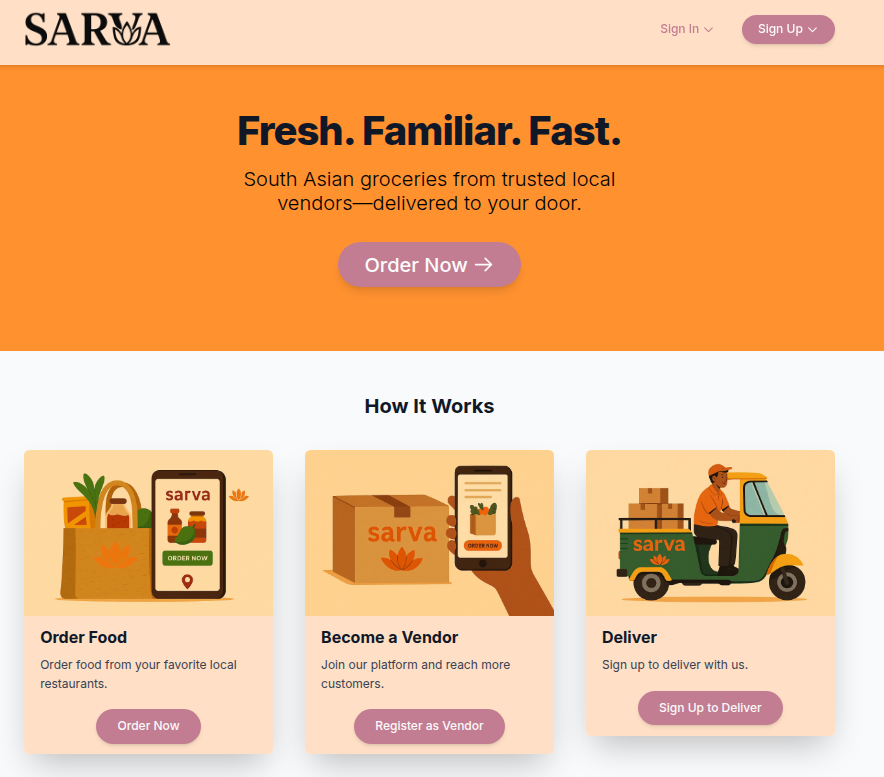 SARVA
Sign In
Sign Up
Fresh. Familiar. Fast.
South Asian groceries from trusted local
vendors—delivered to your door.
Order Now
How It Works
sarva
ORDER NOW
sarva
ORDER NOW
sarva
Order Food
Order food from your favorite local
restaurants.
Order Now
Become a Vendor
Join our platform and reach more
customers.
Register as Vendor
Deliver
Sign up to deliver with us.
Sign Up to Deliver